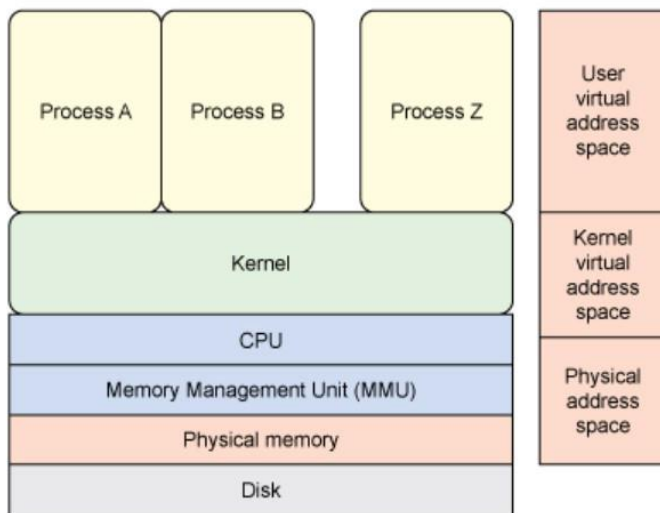 Process A
Process B
Process Z
User
virtual
address
space
Kernel
Kernel
virtual
address
space
CPU
Memory Management Unit (MMU)
Physical memory
Disk
Physical
address
space